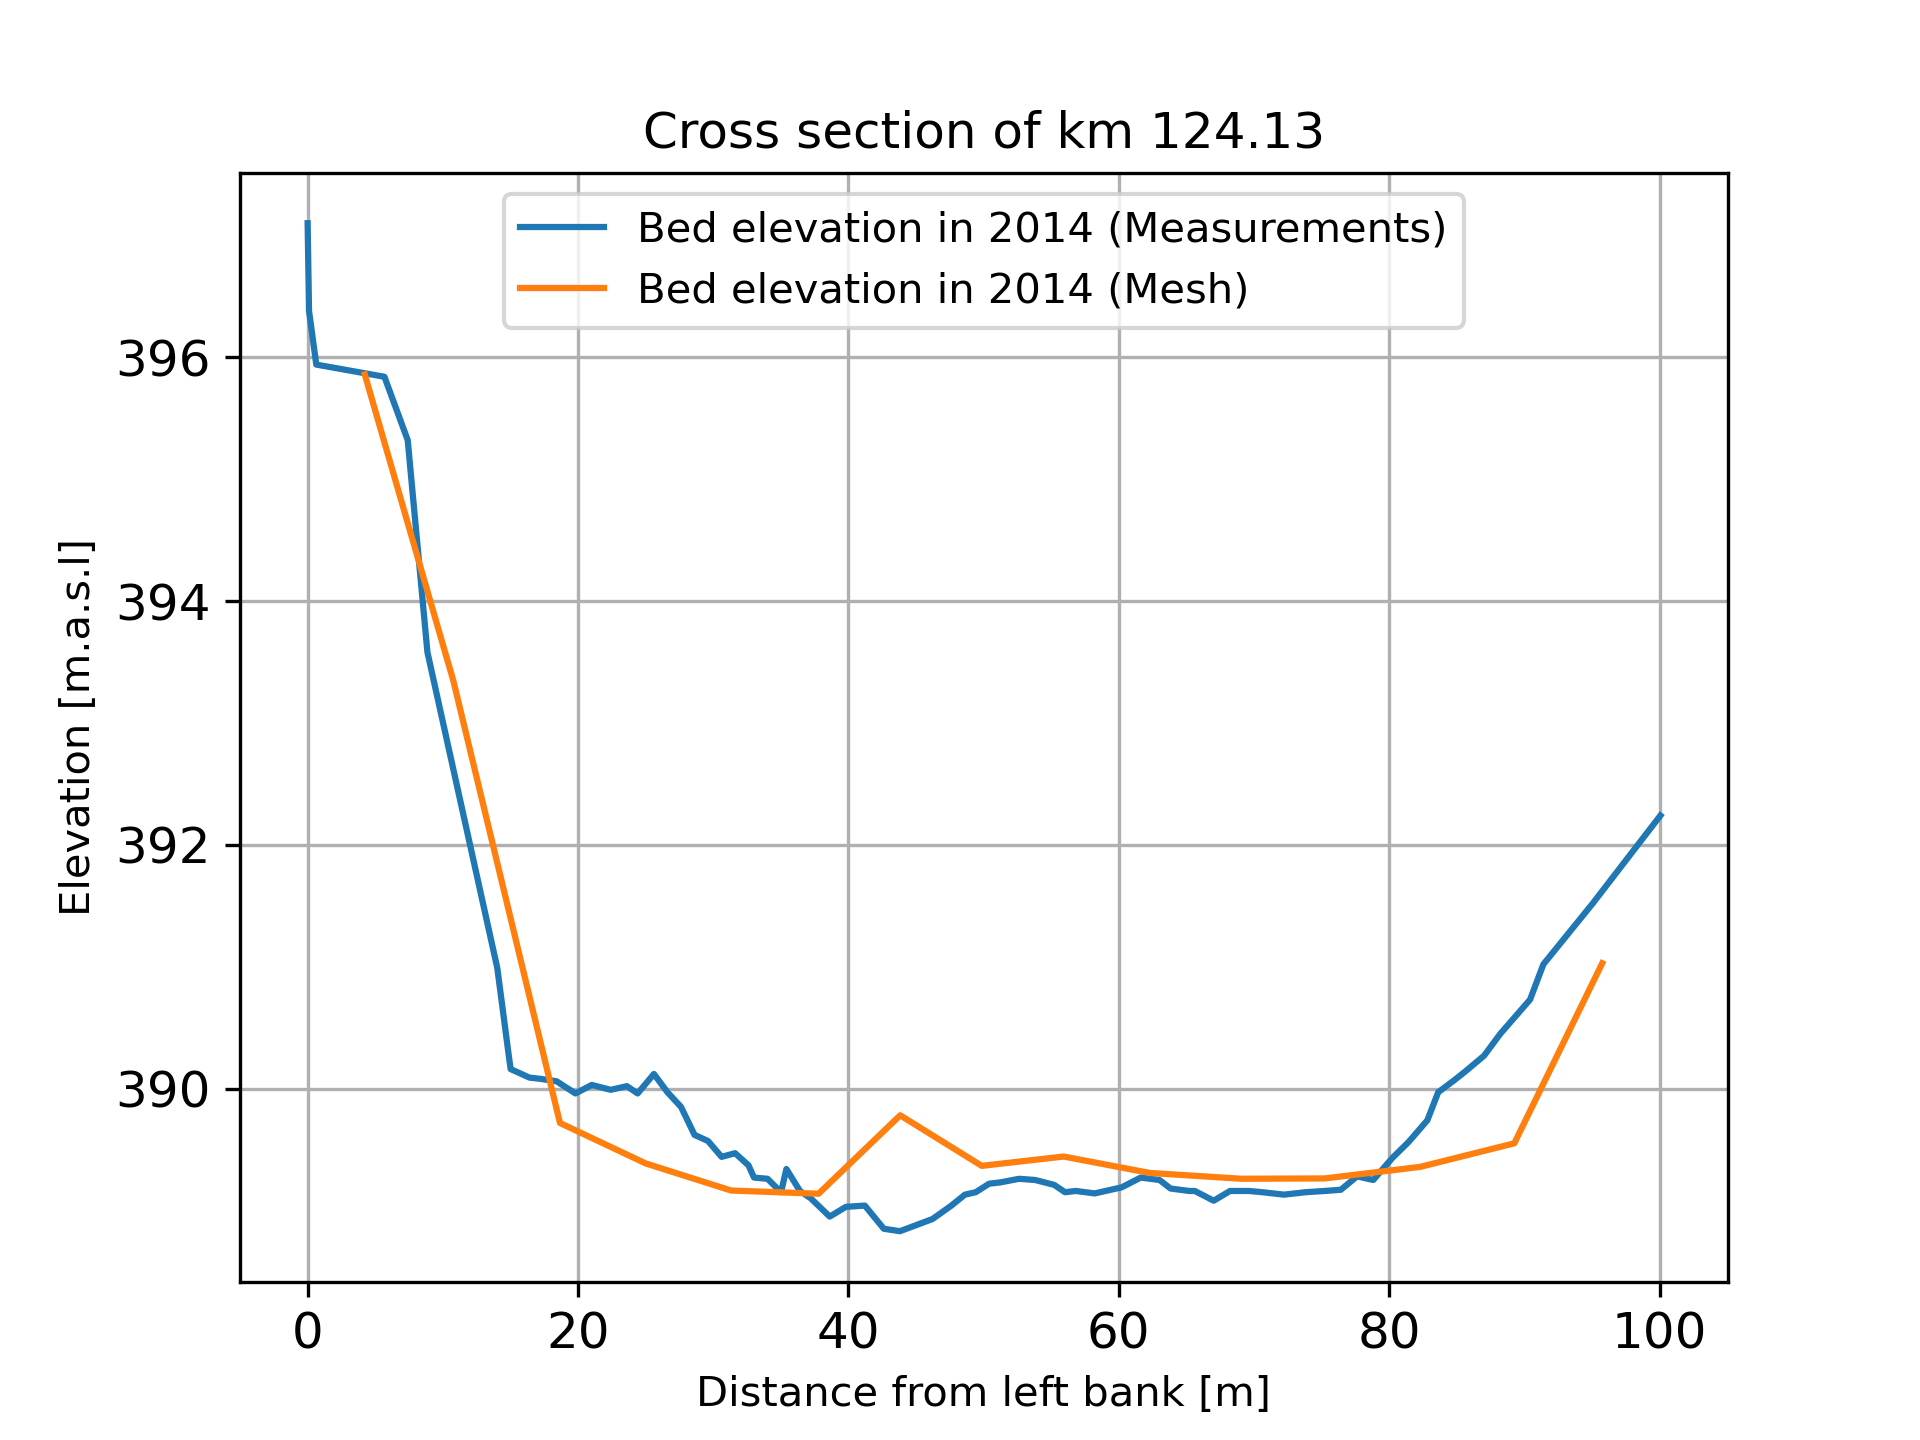 Cross section of km 124.13
Bed elevation in 2014 (Measurements)
Bed elevation in 2014 (Mesh)
Elevation [m.a.s.l]
396
394
392
390
0 20 40 60 80 100
Distance from left bank [m]